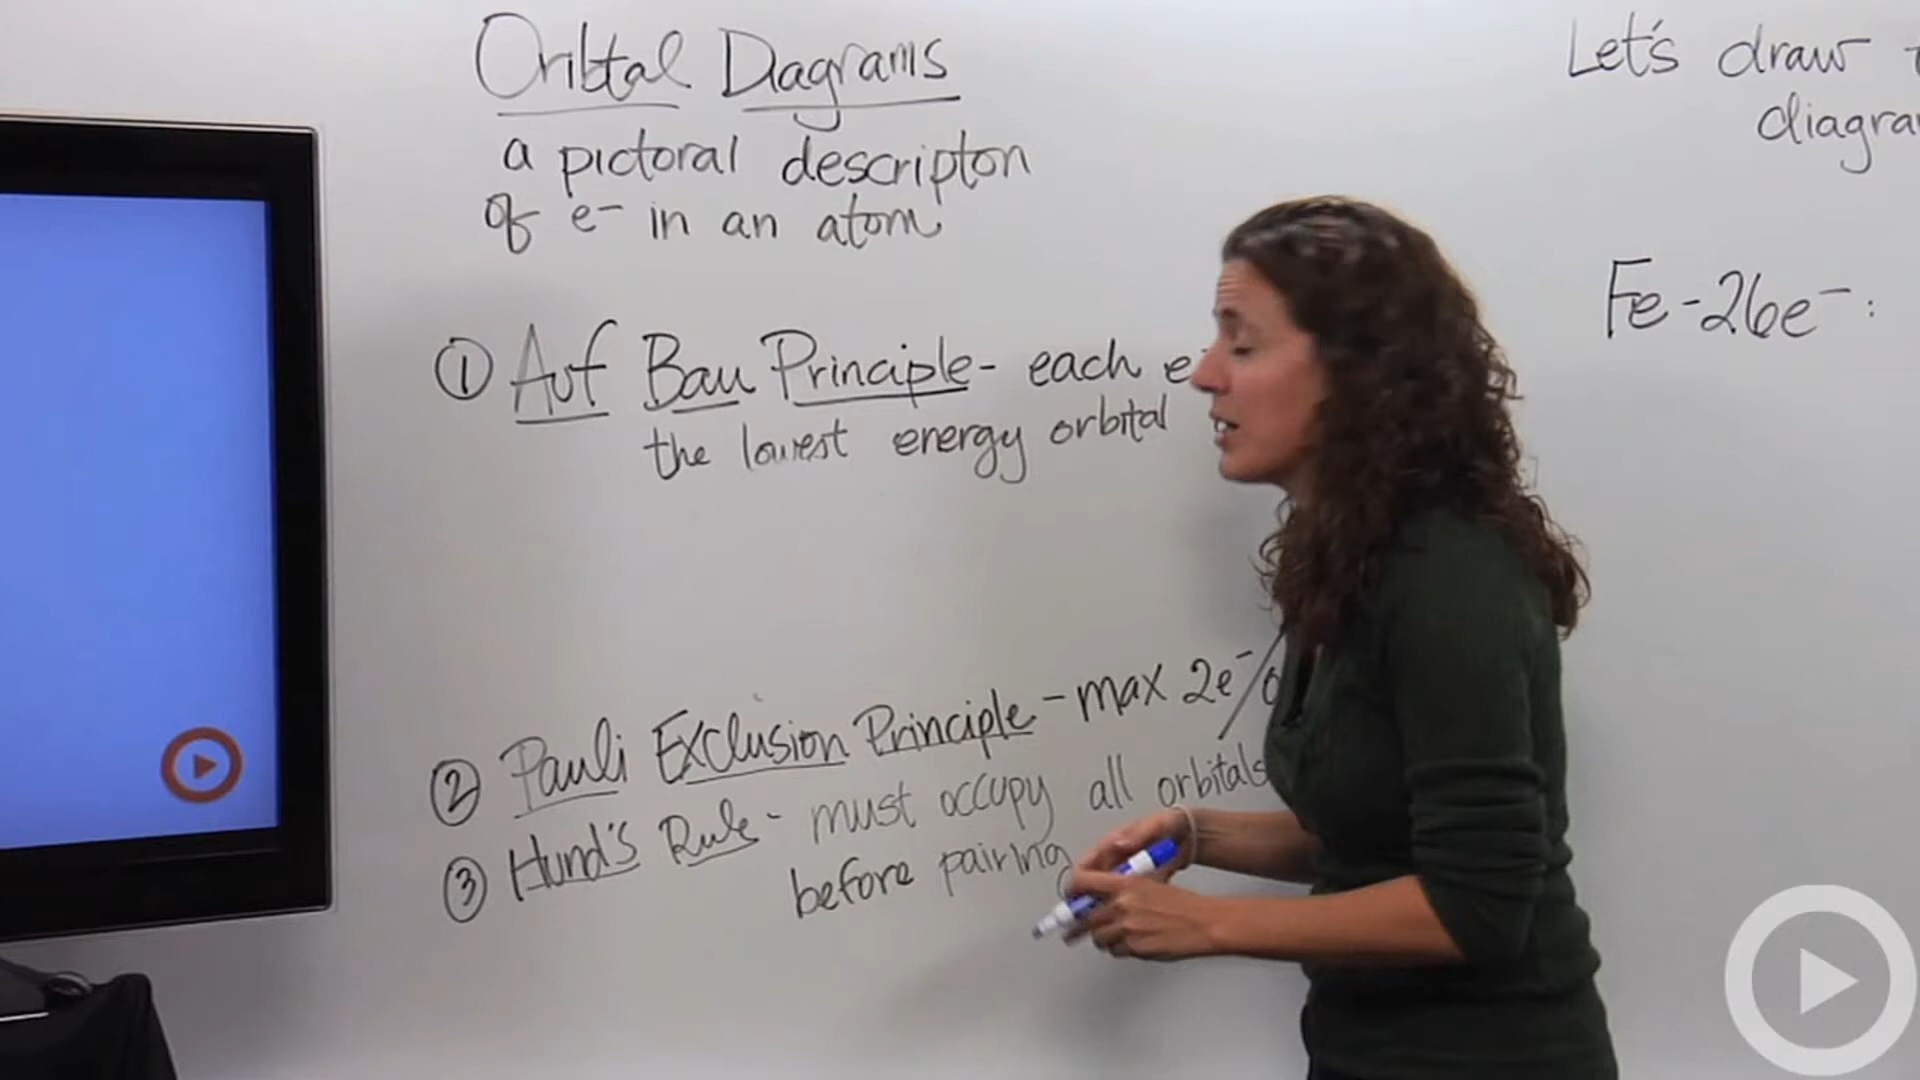 Oribtal Diagrams
a pictoral descripton
of e⁻ in an atom
① Auf Bau Principle - each
the lowest energy orbital
② Pauli Exclusion Principle - max 2e⁻/
③ Hund's Rule - must occupy all orbitals
before pairing
Let's draw
Fe - 26e⁻: